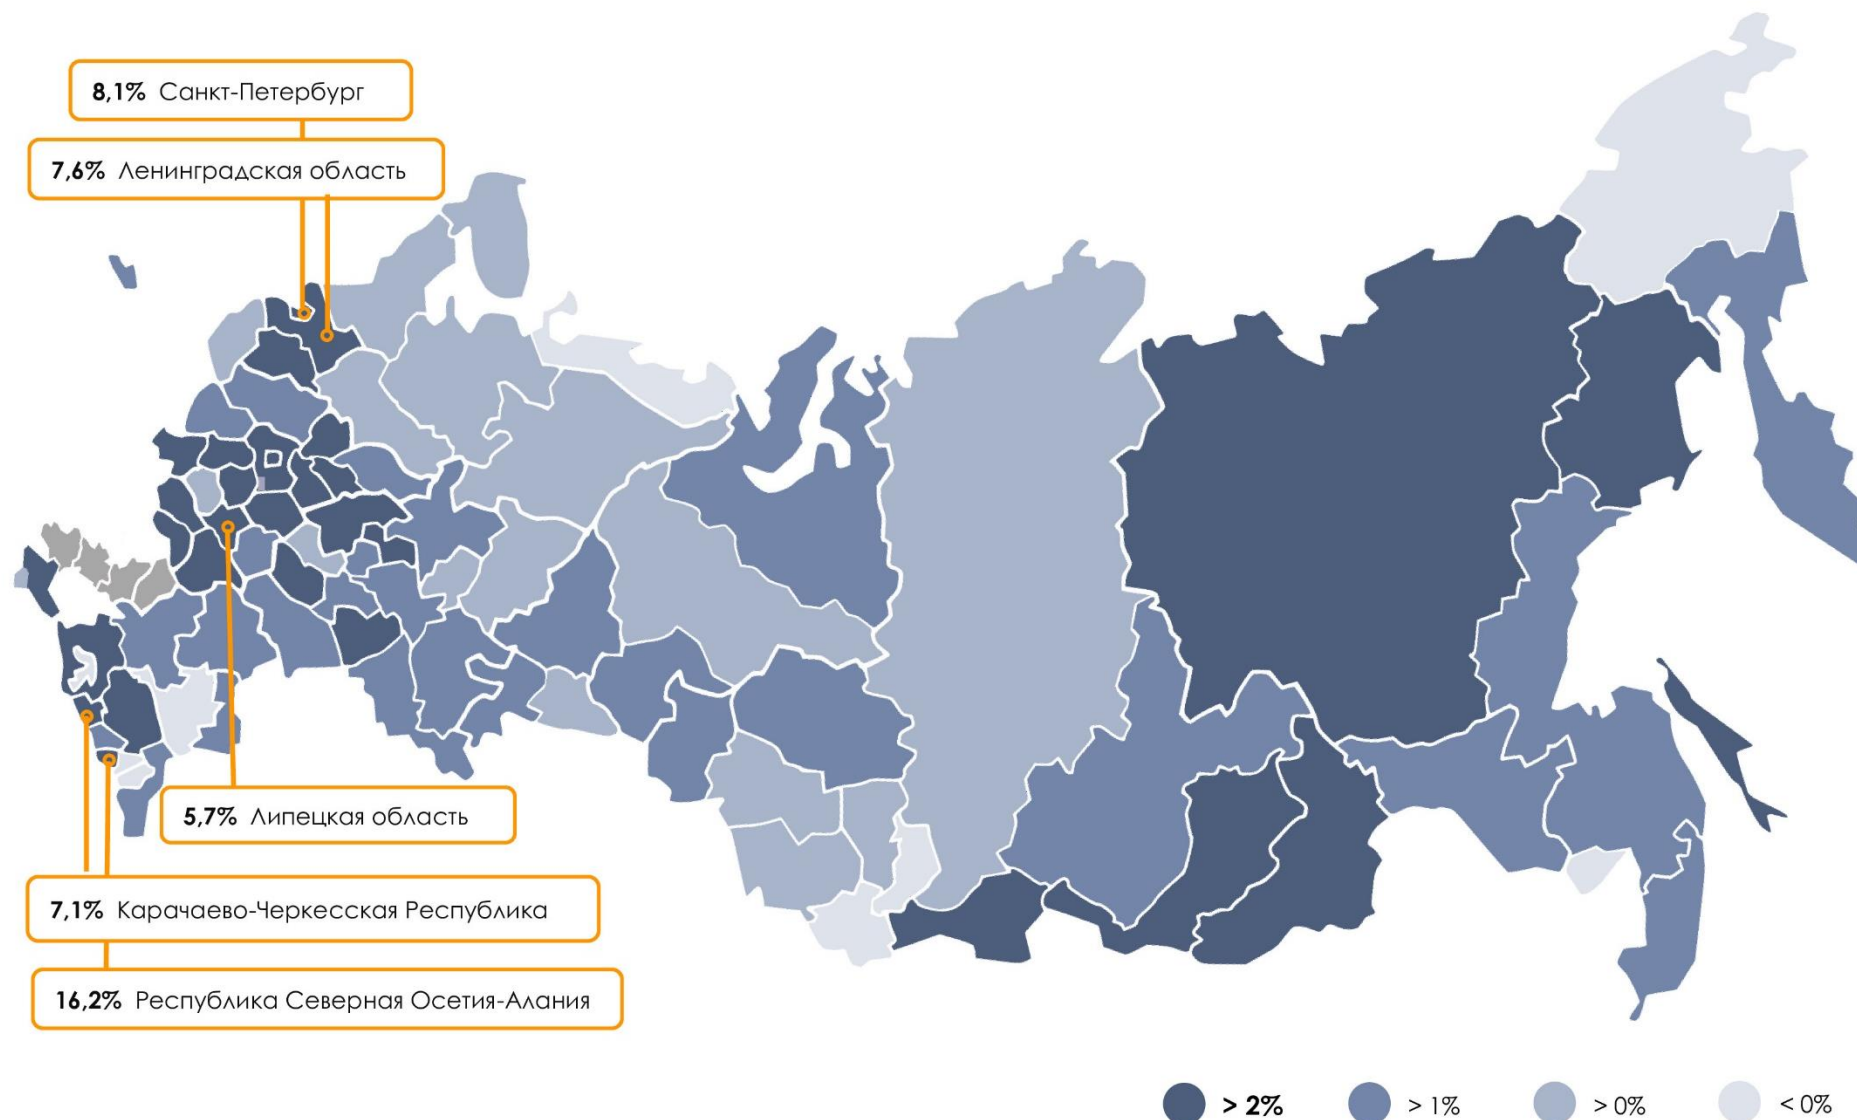 8,1% Санкт-Петербург
7,6% Ленинградская область
5,7% Липецкая область
7,1% Карачаево-Черкесская Республика
16,2% Республика Северная Осетия-Алания
> 2% > 1% > 0% < 0%